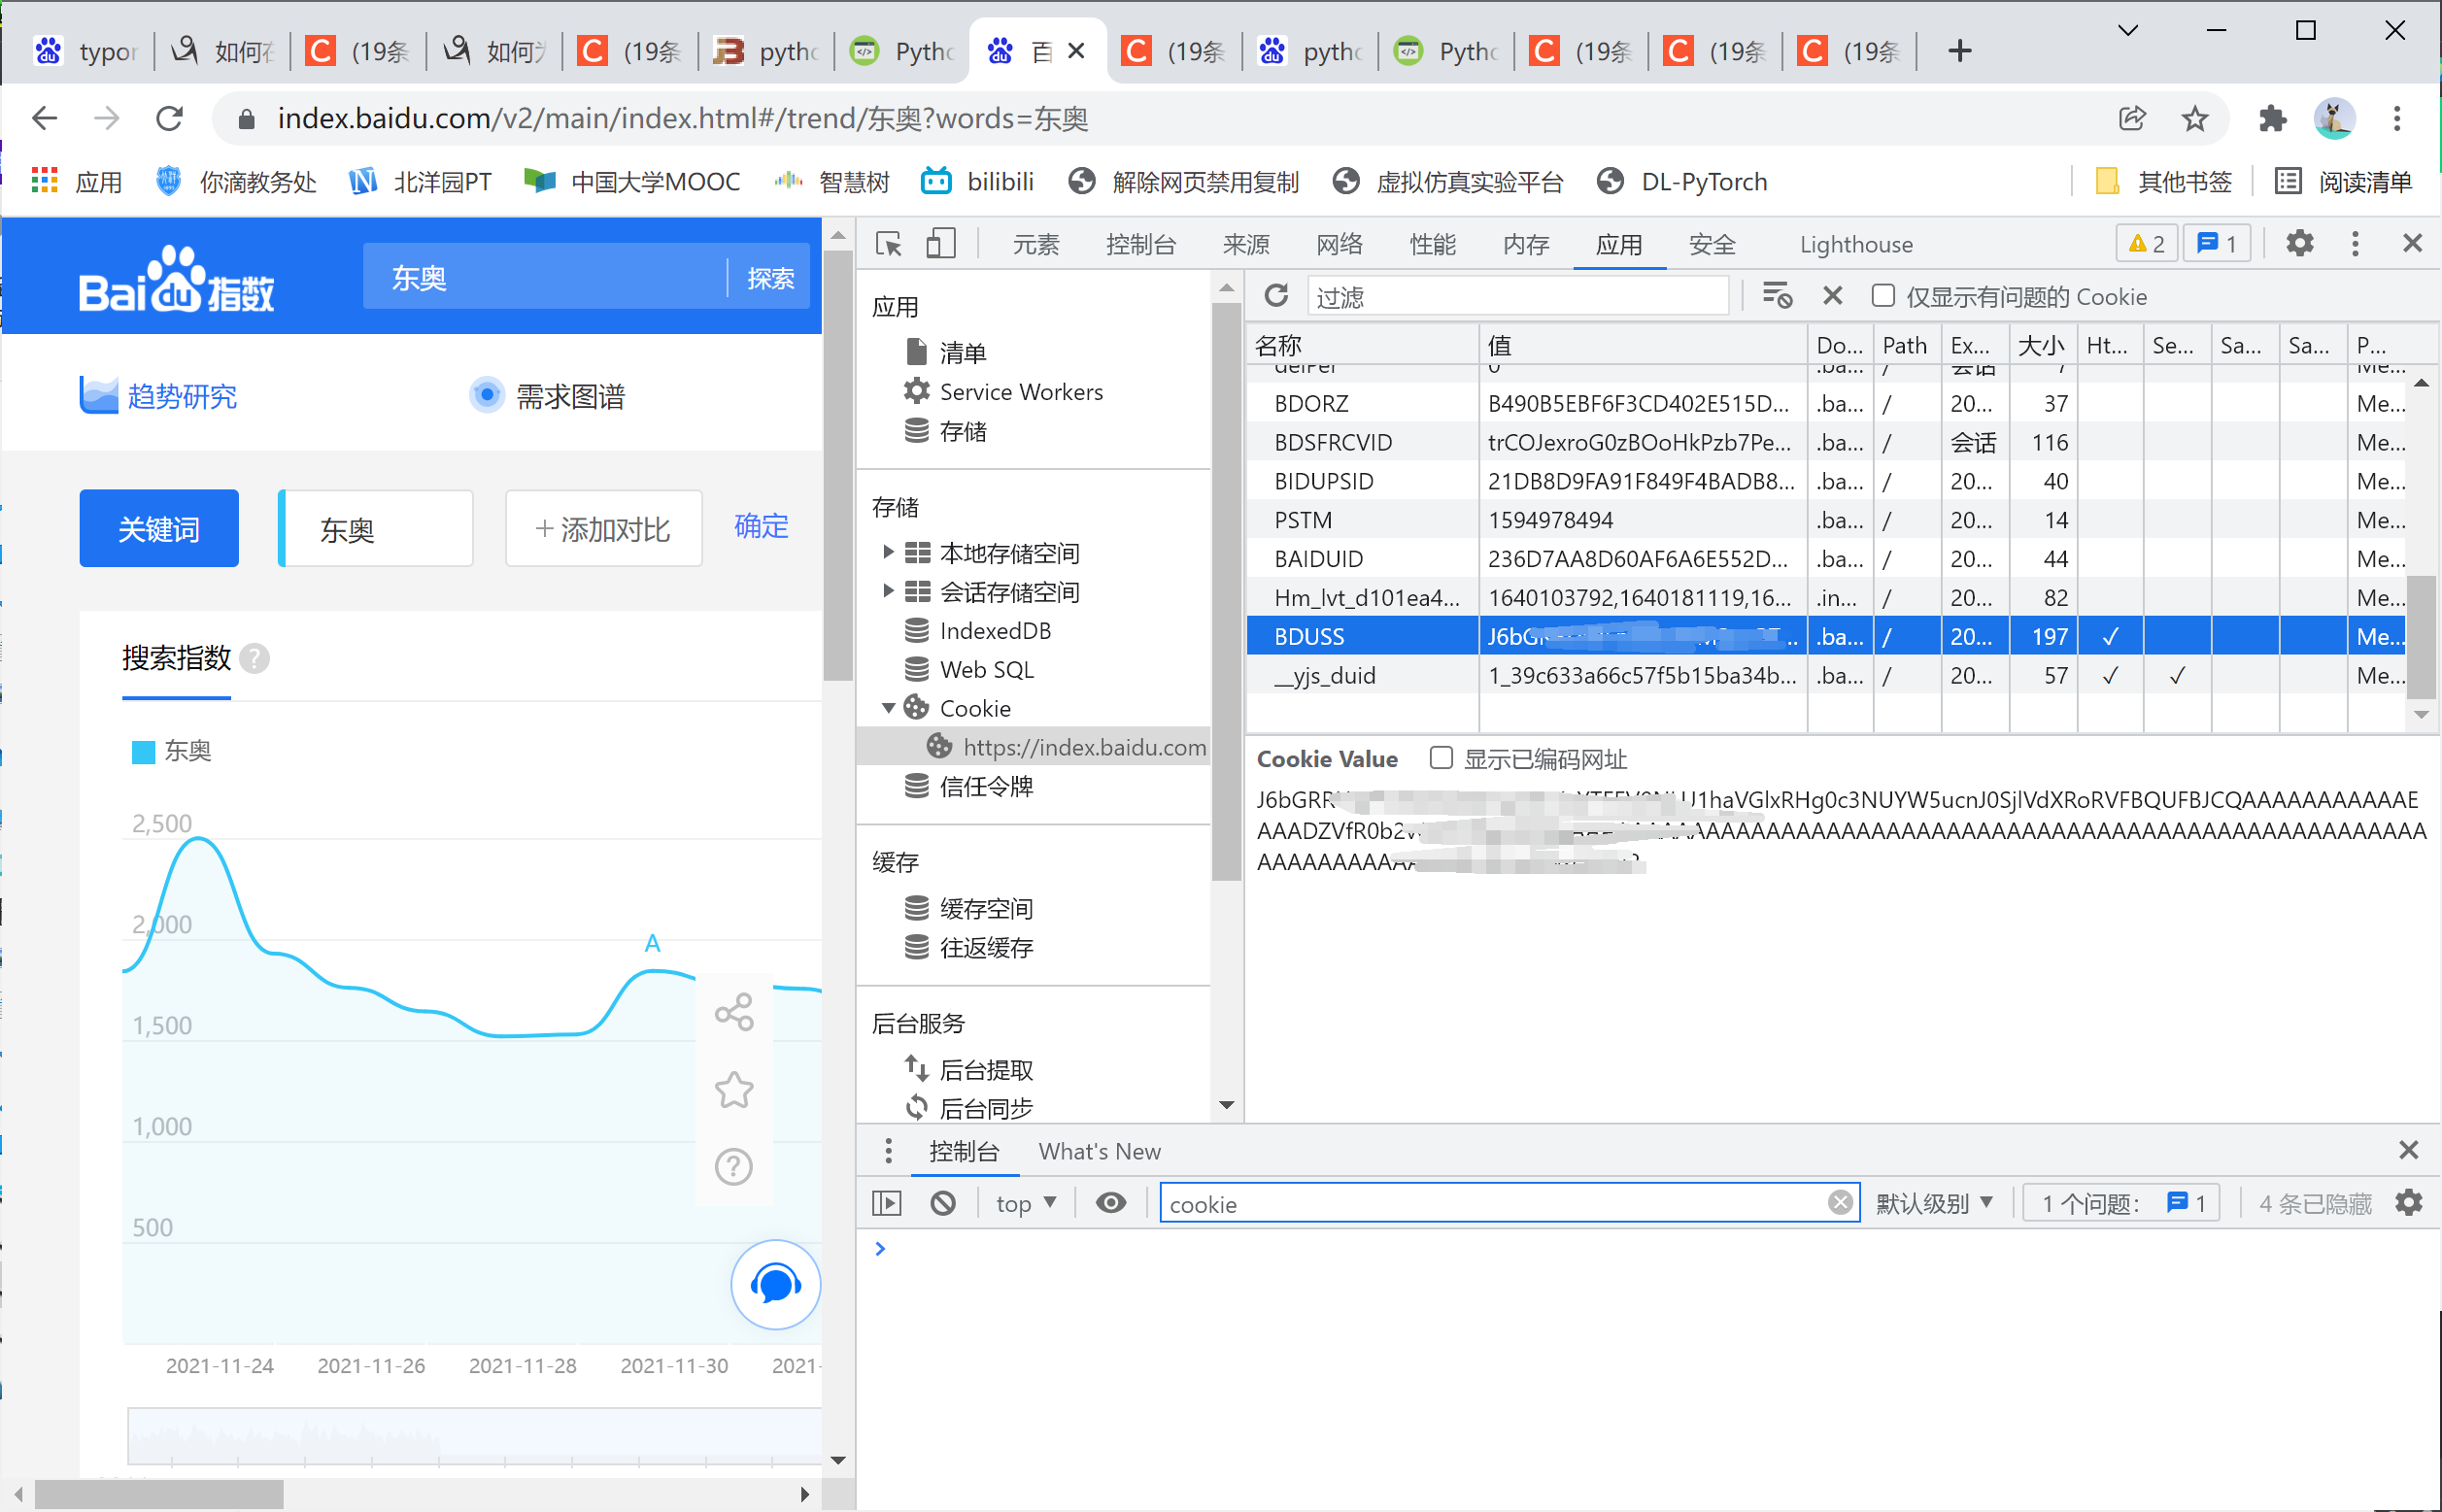 typor
如何在
(19条
如何为
(19条
pytho
Pytho
百
(19条
pytho
Pytho
(19条
(19条
(19条
index.baidu.com/v2/main/index.html#/trend/东奥?words=东奥
应用
你滴教务处
北洋园PT
中国大学MOOC
智慧树
bilibili
解除网页禁用复制
虚拟仿真实验平台
DL-PyTorch
其他书签
阅读清单
Bai du 指数
东奥
探索
趋势研究
需求图谱
关键词
东奥
+ 添加对比
确定
搜索指数 ?
东奥
2,500
2,000
1,500
1,000
500
A
2021-11-24
2021-11-26
2021-11-28
2021-11-30
2021-
元素
控制台
来源
网络
性能
内存
应用
安全
Lighthouse
2
1
应用
清单
Service Workers
存储
存储
本地存储空间
会话存储空间
IndexedDB
Web SQL
Cookie
https://index.baidu.com
信任令牌
缓存
缓存空间
往返缓存
后台服务
后台提取
后台同步
过滤
仅显示有问题的 Cookie
名称 值 Do... Path Ex... 大小 Ht... Se... Sa... Sa... P...
delPer 0 .ba... / 会话 7 Me...
BDORZ B490B5EBF6F3CD402E515D... .ba... / 20... 37 Me...
BDSFRCVID trCOJexroG0zBOoHkPzb7Pe... .ba... / 会话 116 Me...
BIDUPSID 21DB8D9FA91F849F4BADB8... .ba... / 20... 40 Me...
PSTM 1594978494 .ba... / 20... 14 Me...
BAIDUID 236D7AA8D60AF6A6E552D... .ba... / 20... 44 Me...
Hm_lvt_d101ea4... 1640103792,1640181119,16... .in... / 20... 82 Me...
BDUSS J6bG .ba... / 20... 197 ✓ Me...
__yjs_duid 1_39c633a66c57f5b15ba34b... .ba... / 20... 57 ✓ ✓ Me...
Cookie Value
显示已编码网址
控制台
What's New
top
cookie
默认级别
1 个问题:
1
4 条已隐藏